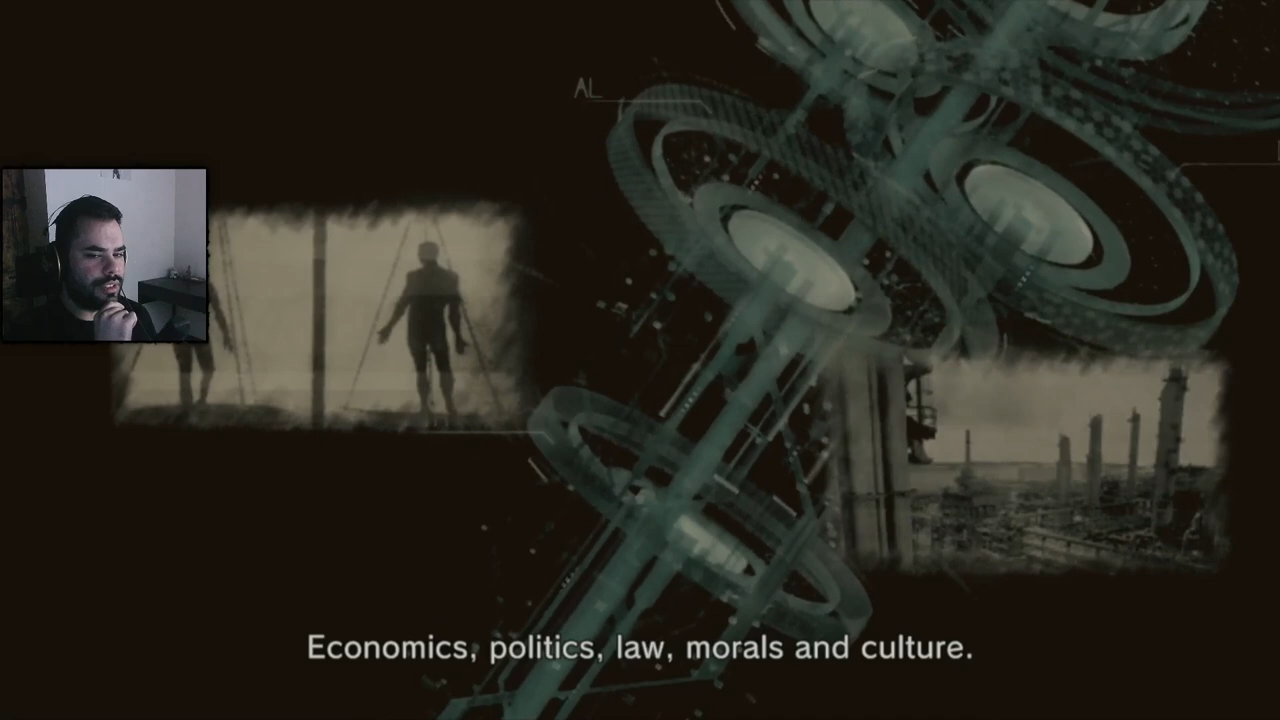 AL
Economics, politics, law, morals and culture.